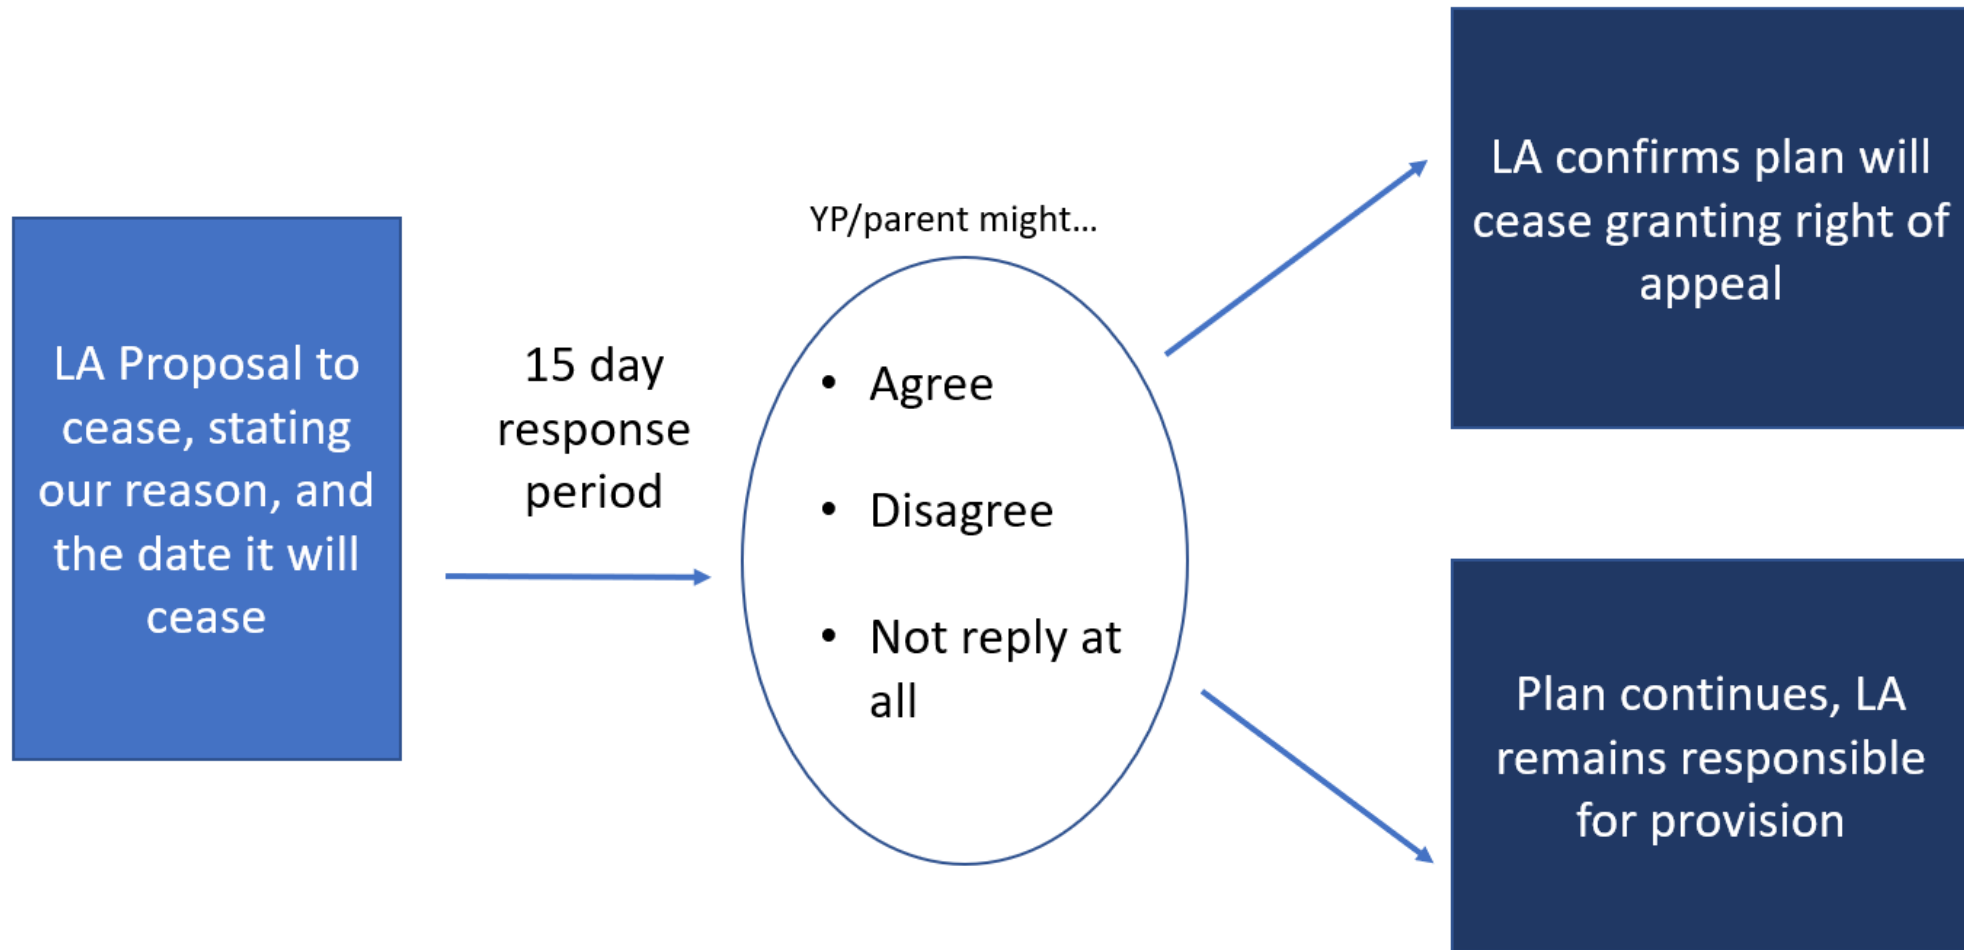 LA Proposal to
cease, stating
our reason, and
the date it will
cease
15 day
response
period
YP/parent might...
• Agree
• Disagree
• Not reply at
all
LA confirms plan will
cease granting right of
appeal
Plan continues, LA
remains responsible
for provision